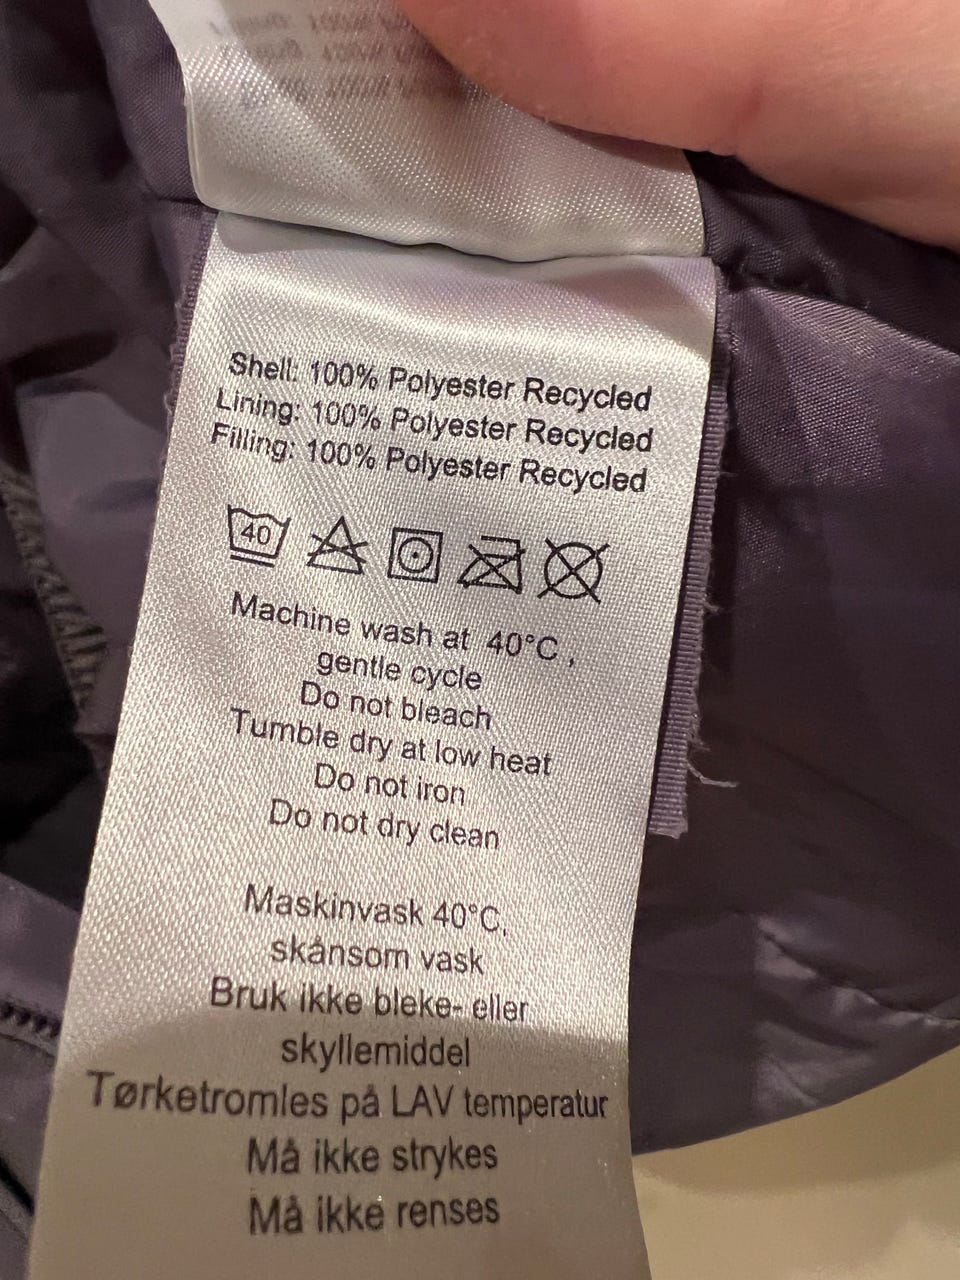 Shell: 100% Polyester Recycled
Lining: 100% Polyester Recycled
Filling: 100% Polyester Recycled
40
Machine wash at 40°C ,
gentle cycle
Do not bleach
Tumble dry at low heat
Do not iron
Do not dry clean
Maskinvask 40°C,
skånsom vask
Bruk ikke bleke- eller
skyllemiddel
Tørketromles på LAV temperatur
Må ikke strykes
Må ikke renses